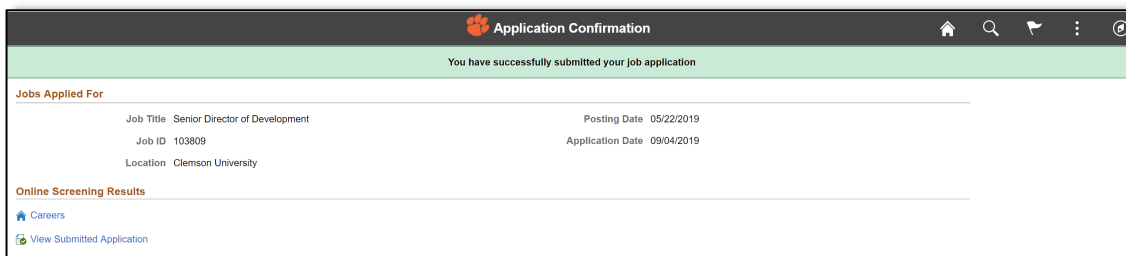 Application Confirmation
You have successfully submitted your job application
Jobs Applied For
Job Title Senior Director of Development Posting Date 05/22/2019
Job ID 103809 Application Date 09/04/2019
Location Clemson University
Online Screening Results
Careers
View Submitted Application